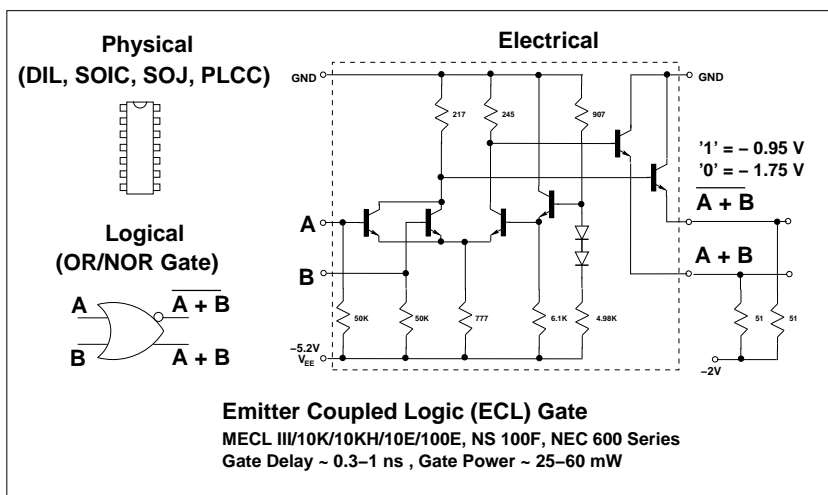 Physical
(DIL, SOIC, SOJ, PLCC)
Electrical
GND
GND
217
245
907
'1' = – 0.95 V
'0' = – 1.75 V
A + B
A
Logical
(OR/NOR Gate)
B
A + B
A
A + B
B
A + B
50K
50K
777
6.1K
4.98K
51
51
–5.2V
VEE
–2V
Emitter Coupled Logic (ECL) Gate
MECL III/10K/10KH/10E/100E, NS 100F, NEC 600 Series
Gate Delay ~ 0.3–1 ns , Gate Power ~ 25–60 mW